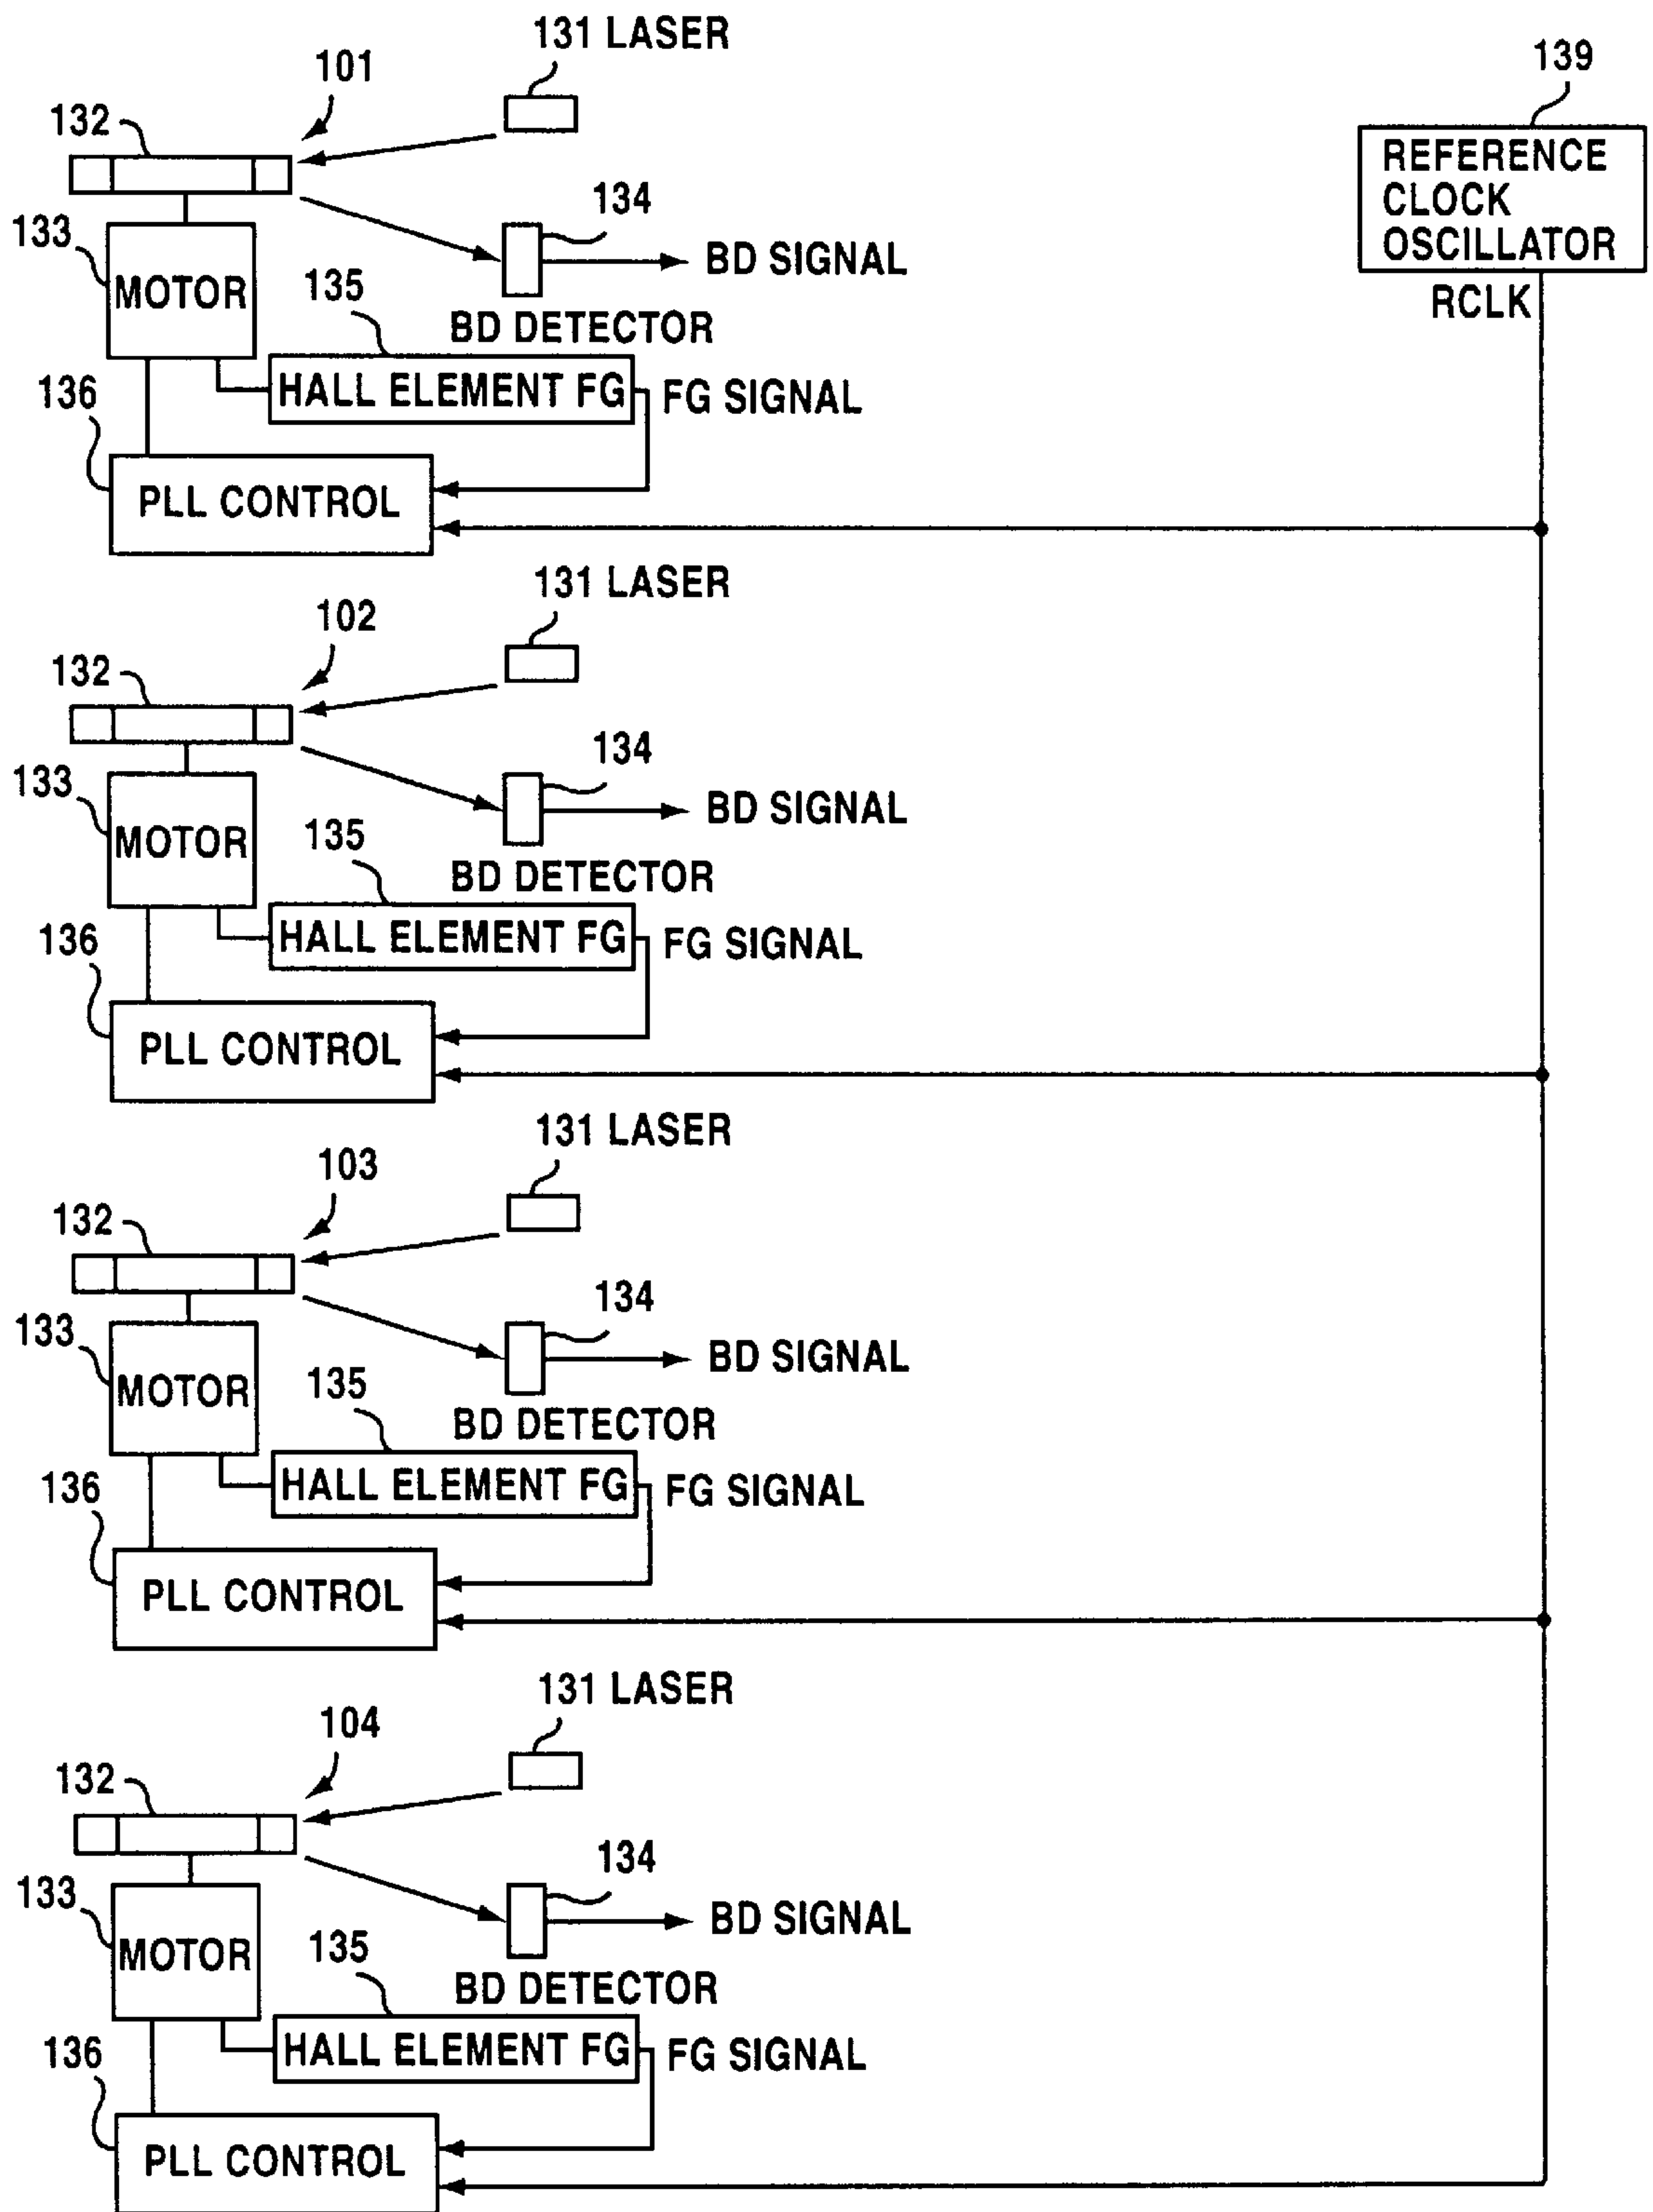 131 LASER
101
139
132
REFERENCE
CLOCK
OSCILLATOR
134
133
BD SIGNAL
MOTOR
135
RCLK
BD DETECTOR
136
HALL ELEMENT FG
FG SIGNAL
PLL CONTROL
131 LASER
102
132
134
133
BD SIGNAL
MOTOR
135
BD DETECTOR
136
HALL ELEMENT FG
FG SIGNAL
PLL CONTROL
131 LASER
103
132
134
133
BD SIGNAL
MOTOR
135
BD DETECTOR
136
HALL ELEMENT FG
FG SIGNAL
PLL CONTROL
131 LASER
104
132
134
133
BD SIGNAL
MOTOR
135
BD DETECTOR
136
HALL ELEMENT FG
FG SIGNAL
PLL CONTROL